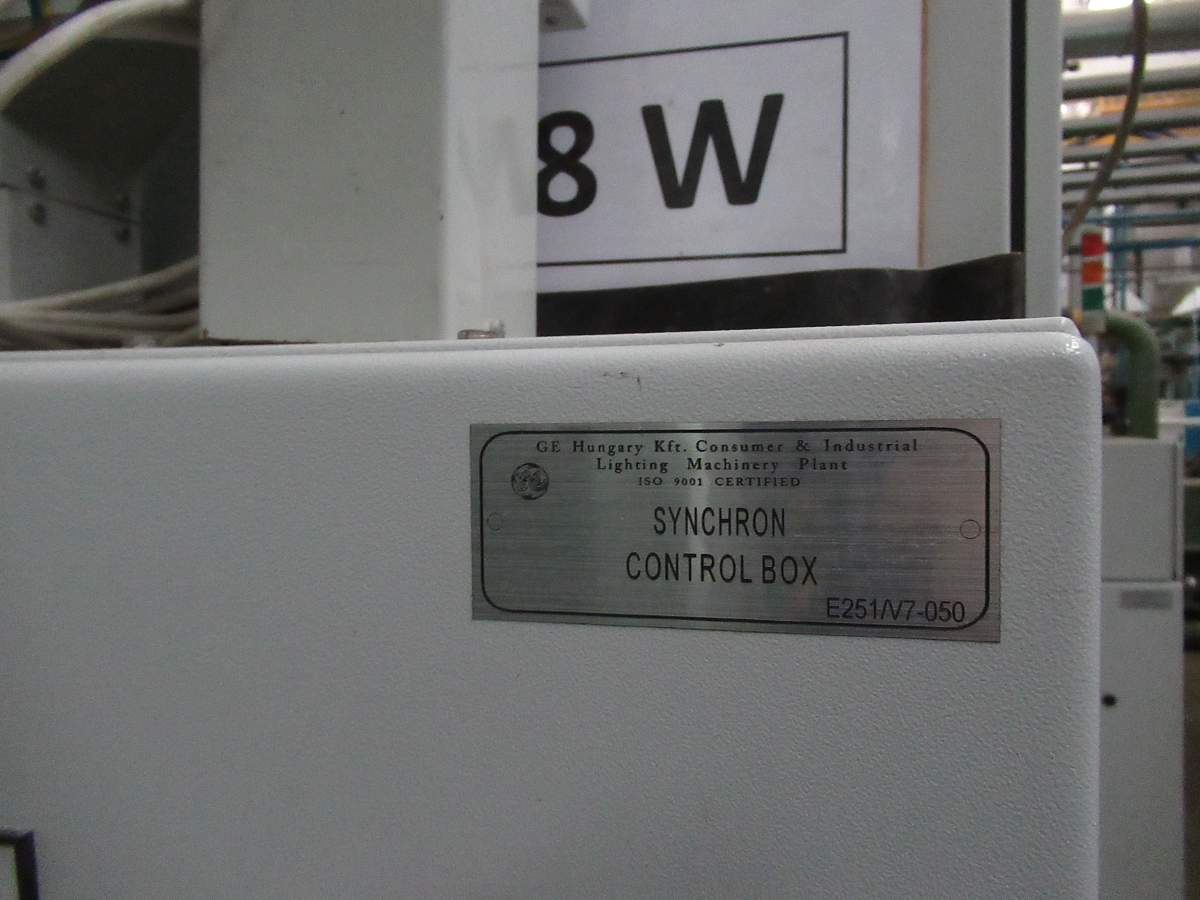 8 W
GE Hungary Kft. Consumer & Industrial
Lighting Machinery Plant
ISO 9001 CERTIFIED
SYNCHRON
CONTROL BOX
E251/V7-050